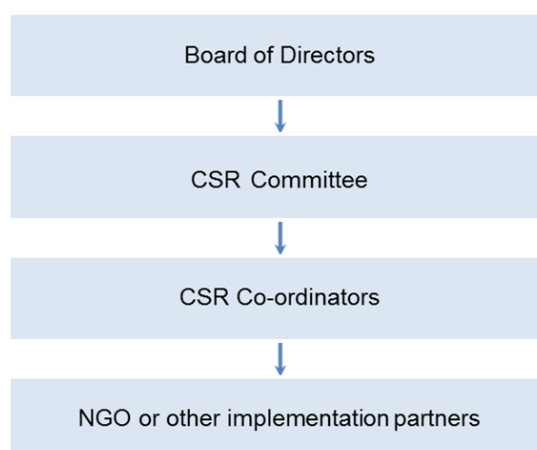 Board of Directors
CSR Committee
CSR Co-ordinators
NGO or other implementation partners